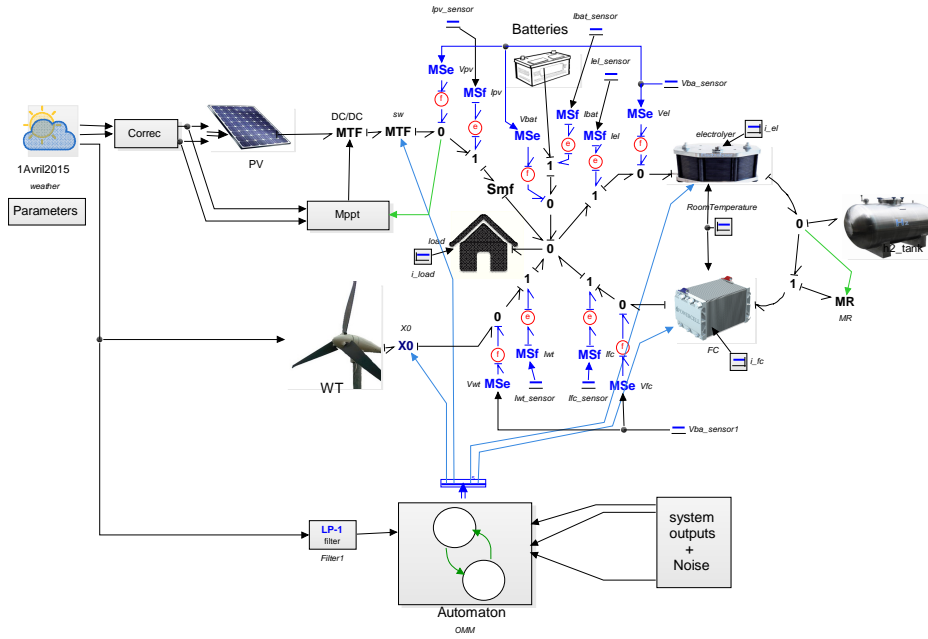 Ipv_sensor
Ibat_sensor
Batteries
Iel_sensor
MSe
Vpv
MSf
Ipv
Vba_sensor
f
e
DC/DC
sw
MTF
MTF
0
1
Vbat
MSe
f
MSf
Ibat
e
MSf
Iel
e
MSe
Vel
f
electrolyer
i_el
Correc
PV
1Avril2015
weather
Parameters
Mppt
Smf
1
0
1
0
RoomTemperature
load
i_load
0
0
h2_tank
1
MR
MR
1
e
MSf
Iwt
Iwt_sensor
1
e
MSf
Ifc
Ifc_sensor
0
f
MSe
Vfc
FC
i_fc
WT
X0
X0
0
f
MSe
Vwt
Vba_sensor1
LP-1
filter
Filter1
Automaton
OMM
system
outputs
+
Noise